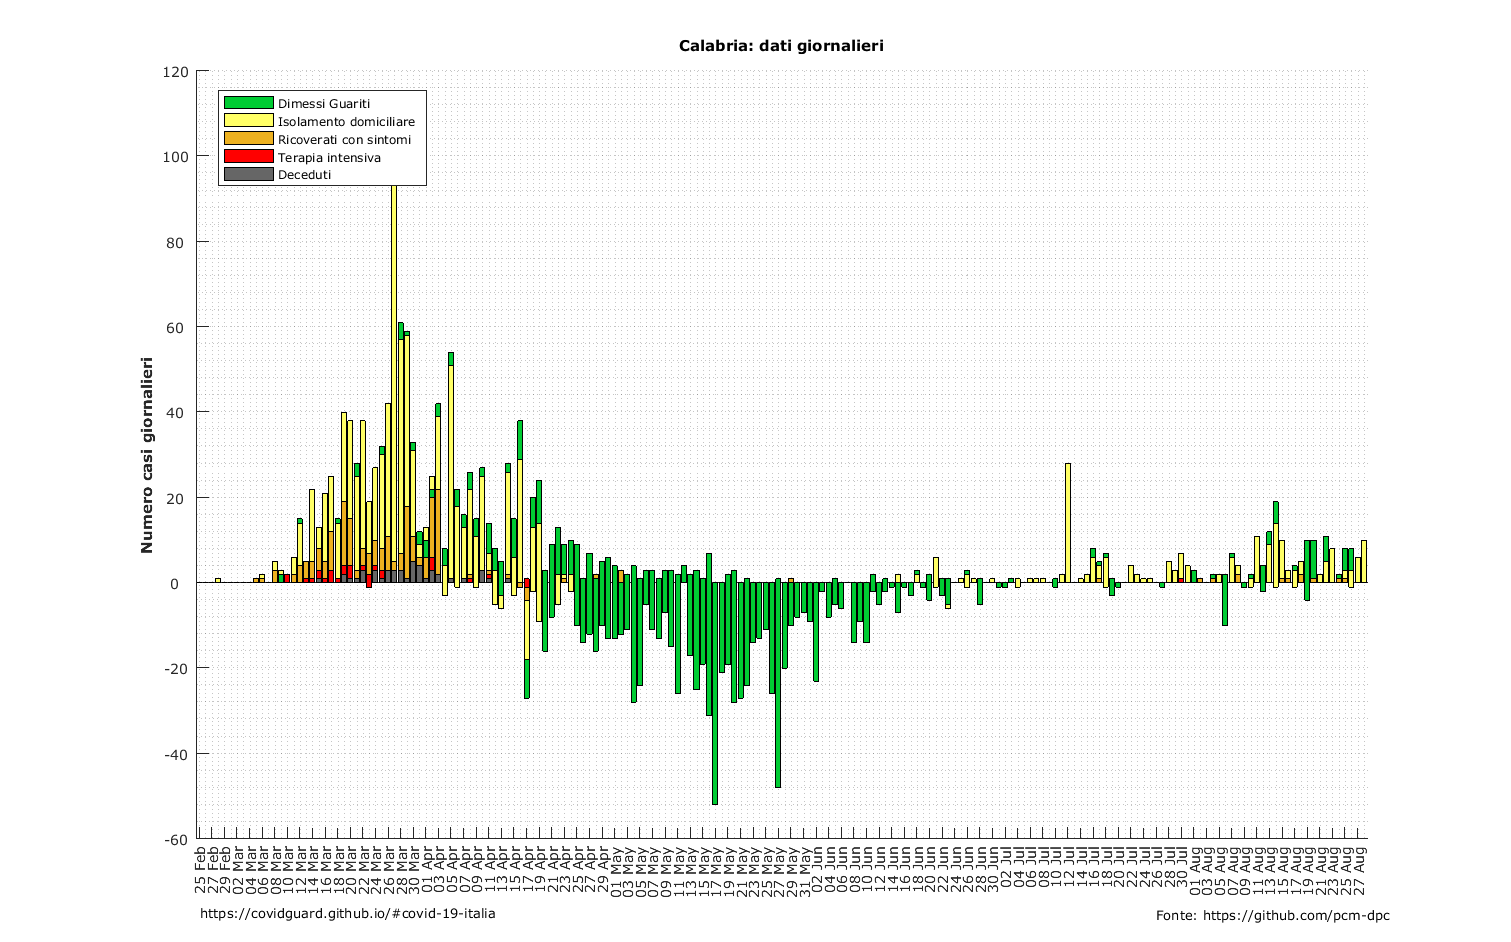 Calabria: dati giornalieri
120
100
80
60
40
20
0
-20
-40
-60
Numero casi giornalieri
Dimessi Guariti
Isolamento domiciliare
Ricoverati con sintomi
Terapia intensiva
Deceduti
25 Feb
27 Feb
29 Feb
02 Mar
04 Mar
06 Mar
08 Mar
10 Mar
12 Mar
14 Mar
16 Mar
18 Mar
20 Mar
22 Mar
24 Mar
26 Mar
28 Mar
30 Mar
01 Apr
03 Apr
05 Apr
07 Apr
09 Apr
11 Apr
13 Apr
15 Apr
17 Apr
19 Apr
21 Apr
23 Apr
25 Apr
27 Apr
29 Apr
01 May
03 May
05 May
07 May
09 May
11 May
13 May
15 May
17 May
19 May
21 May
23 May
25 May
27 May
29 May
31 May
02 Jun
04 Jun
06 Jun
08 Jun
10 Jun
12 Jun
14 Jun
16 Jun
18 Jun
20 Jun
22 Jun
24 Jun
26 Jun
28 Jun
30 Jun
02 Jul
04 Jul
06 Jul
08 Jul
10 Jul
12 Jul
14 Jul
16 Jul
18 Jul
20 Jul
22 Jul
24 Jul
26 Jul
28 Jul
30 Jul
01 Aug
03 Aug
05 Aug
07 Aug
09 Aug
11 Aug
13 Aug
15 Aug
17 Aug
19 Aug
21 Aug
23 Aug
25 Aug
27 Aug
https://covidguard.github.io/#covid-19-italia
Fonte: https://github.com/pcm-dpc